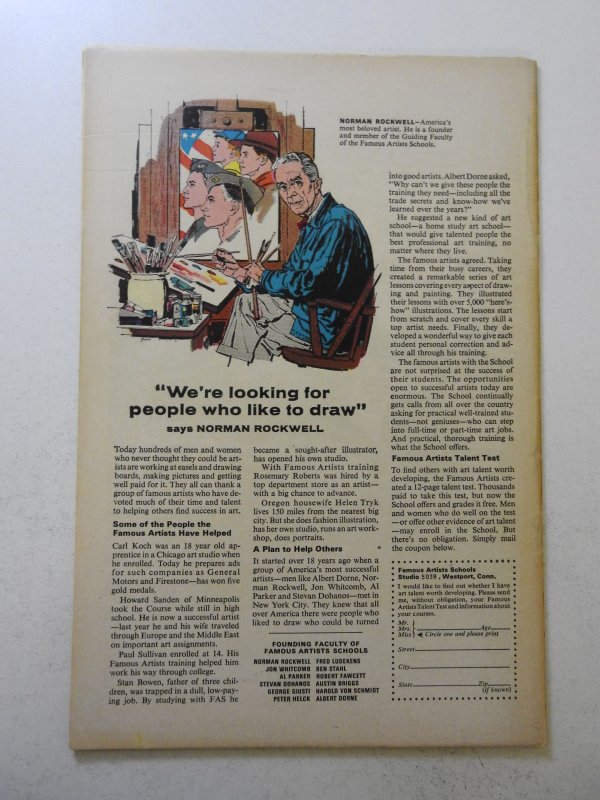 NORMAN ROCKWELL—America's
most beloved artist. He is a founder
and member of the Guiding Faculty
of the Famous Artists Schools.
"We're looking for
people who like to draw"
says NORMAN ROCKWELL
Today hundreds of men and women
who never thought they could be art-
ists are working at easels and drawing
boards, making pictures and getting
well paid for it. They all can thank a
group of famous artists who have de-
voted much of their time and talent
to helping others find success in art.
Some of the People the
Famous Artists Have Helped
Carl Koch was an 18 year old ap-
prentice in a Chicago art studio when
he enrolled. Today he prepares ads
for such companies as General
Motors and Firestone—has won five
gold medals.
Howard Sanden of Minneapolis
took the Course while still in high
school. He is now a successful artist
—last year he and his wife traveled
through Europe and the Middle East
on important art assignments.
Paul Sullivan enrolled at 14. His
Famous Artists training helped him
work his way through college.
Stan Bowen, father of three chil-
dren, was trapped in a dull, low-pay-
ing job. By studying with FAS he
became a sought-after illustrator,
has opened his own studio.
With Famous Artists training
Rosemary Roberts was hired by a
top department store as an artist—
with a big chance to advance.
Oregon housewife Helen Tryk
lives 150 miles from the nearest big
city. But she does fashion illustration,
has her own studio, runs an art work-
shop, does portraits.
A Plan to Help Others
It started over 18 years ago when a
group of America's most successful
artists—men like Albert Dorne, Nor-
man Rockwell, Jon Whitcomb, Al
Parker and Stevan Dohanos—met in
New York City. They knew that all
over America there were people who
liked to draw who could be turned
into good artists. Albert Dorne asked,
"Why can't we give these people the
training they need—including all the
trade secrets and know-how we've
learned over the years?"
He suggested a new kind of art
school—a home study art school—
that would give talented people the
best professional art training, no
matter where they live.
The famous artists agreed. Taking
time from their busy careers, they
created a remarkable series of art
lessons covering every aspect of draw-
ing and painting. They illustrated
their lessons with over 5,000 "here's-
how" illustrations. The lessons start
from scratch and cover every skill a
top artist needs. Finally, they de-
veloped a wonderful way to give each
student personal correction and ad-
vice all through his training.
The famous artists with the School
are not surprised at the success of
their students. The opportunities
open to successful artists today are
enormous. The School continually
gets calls from all over the country
asking for practical well-trained stu-
dents—not geniuses—who can step
into full-time or part-time art jobs.
And practical, thorough training is
what the School offers.
Famous Artists Talent Test
To find others with art talent worth
developing, the Famous Artists cre-
ated a 12-page talent test. Thousands
paid to take this test, but now the
School offers and grades it free. Men
and women who do well on the test
—or offer other evidence of art talent
—may enroll in the School. But
there's no obligation. Simply mail
the coupon below.
FOUNDING FACULTY OF
FAMOUS ARTISTS SCHOOLS
NORMAN ROCKWELL FRED LUDEKENS
JON WHITCOMB BEN STAHL
AL PARKER ROBERT FAWCETT
STEVAN DOHANOS AUSTIN BRIGGS
GEORGE GIUSTI HAROLD VON SCHMIDT
PETER HELCK ALBERT DORNE
Famous Artists Schools
Studio 5039, Westport, Conn.
I would like to find out whether I have
art talent worth developing. Please send
me, without obligation, your Famous
Artists Talent Test and information about
your courses.
Mr.
Mrs. Age
Miss Circle one and please print
Street
City
State Zip
(if known)